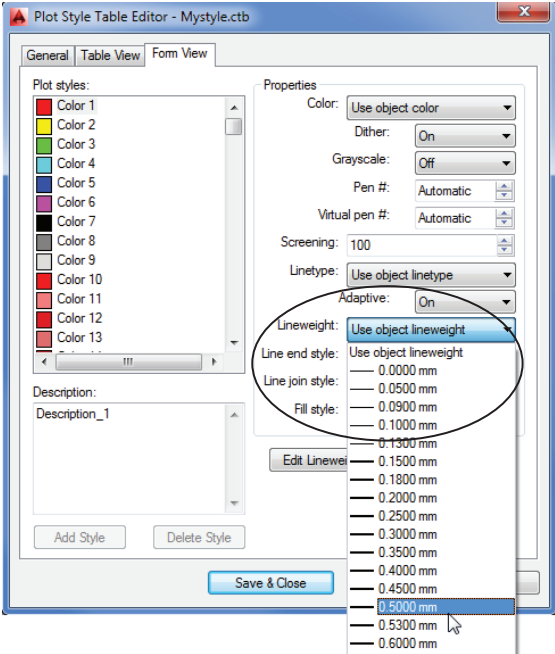 Plot Style Table Editor - Mystyle.ctb
General Table View Form View
Plot styles:
Color 1
Color 2
Color 3
Color 4
Color 5
Color 6
Color 7
Color 8
Color 9
Color 10
Color 11
Color 12
Color 13
Description:
Description_1
Add Style Delete Style
Properties
Color: Use object color
Dither: On
Grayscale: Off
Pen #: Automatic
Virtual pen #: Automatic
Screening: 100
Linetype: Use object linetype
Adaptive: On
Lineweight: Use object lineweight
Line end style:
Line join style:
Fill style:
Use object lineweight
0.0000 mm
0.0500 mm
0.0900 mm
0.1000 mm
0.1300 mm
0.1500 mm
0.1800 mm
0.2000 mm
0.2500 mm
0.3000 mm
0.3500 mm
0.4000 mm
0.4500 mm
0.5000 mm
0.5300 mm
0.6000 mm
Edit Linewei
Save & Close